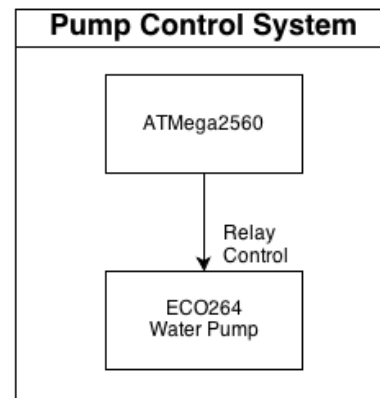 Pump Control System
ATMega2560
Relay
Control
ECO264
Water Pump